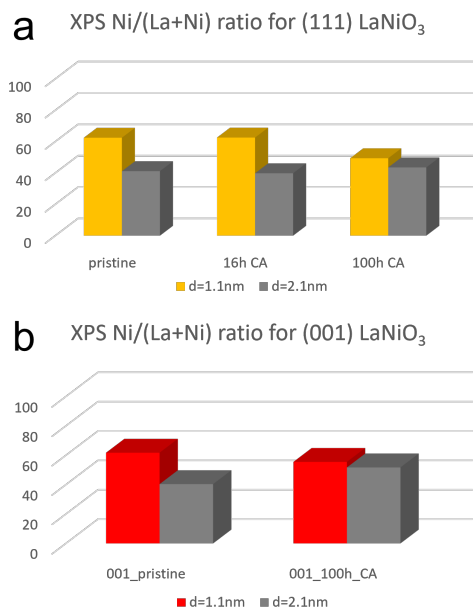 a
XPS Ni/(La+Ni) ratio for (111) LaNiO₃
100
80
60
40
20
0
pristine
16h CA
100h CA
d=1.1nm d=2.1nm
b
XPS Ni/(La+Ni) ratio for (001) LaNiO₃
100
80
60
40
20
0
001_pristine
001_100h_CA
d=1.1nm d=2.1nm